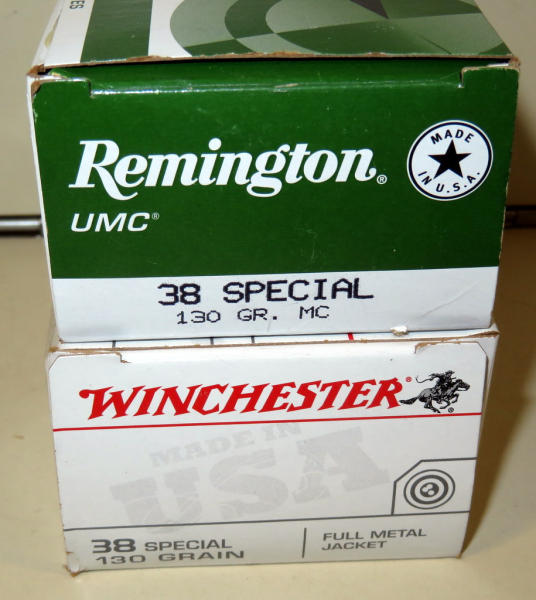 Remington®
UMC®
MADE
IN U.S.A.
38 SPECIAL
130 GR. MC
WINCHESTER®
MADE IN
USA
38 SPECIAL
130 GRAIN
FULL METAL
JACKET